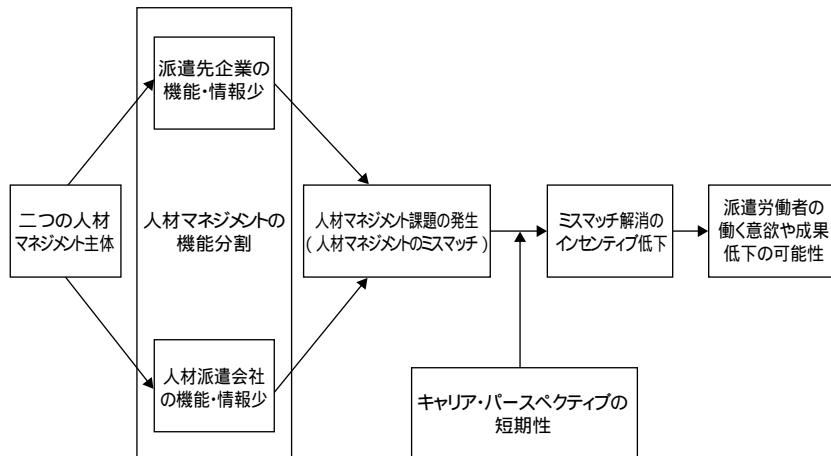 派遣先企業の
機能・情報少
二つの人材
マネジメント主体
人材マネジメントの
機能分割
人材派遣会社
の機能・情報少
人材マネジメント課題の発生
(人材マネジメントのミスマッチ)
ミスマッチ解消の
インセンティブ低下
派遣労働者の
働く意欲や成果
低下の可能性
キャリア・パースペクティブの
短期性